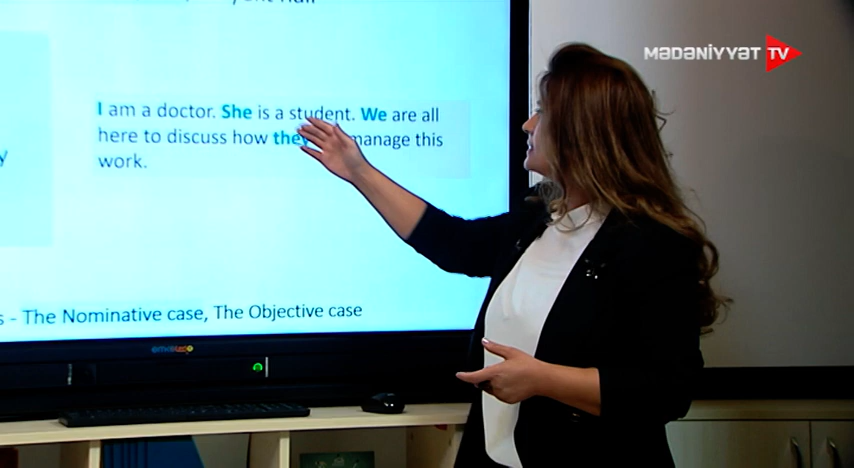 MƏDƏNİYYƏT TV
I am a doctor. She is a student. We are all
here to discuss how they manage this
work.
y
s - The Nominative case, The Objective case